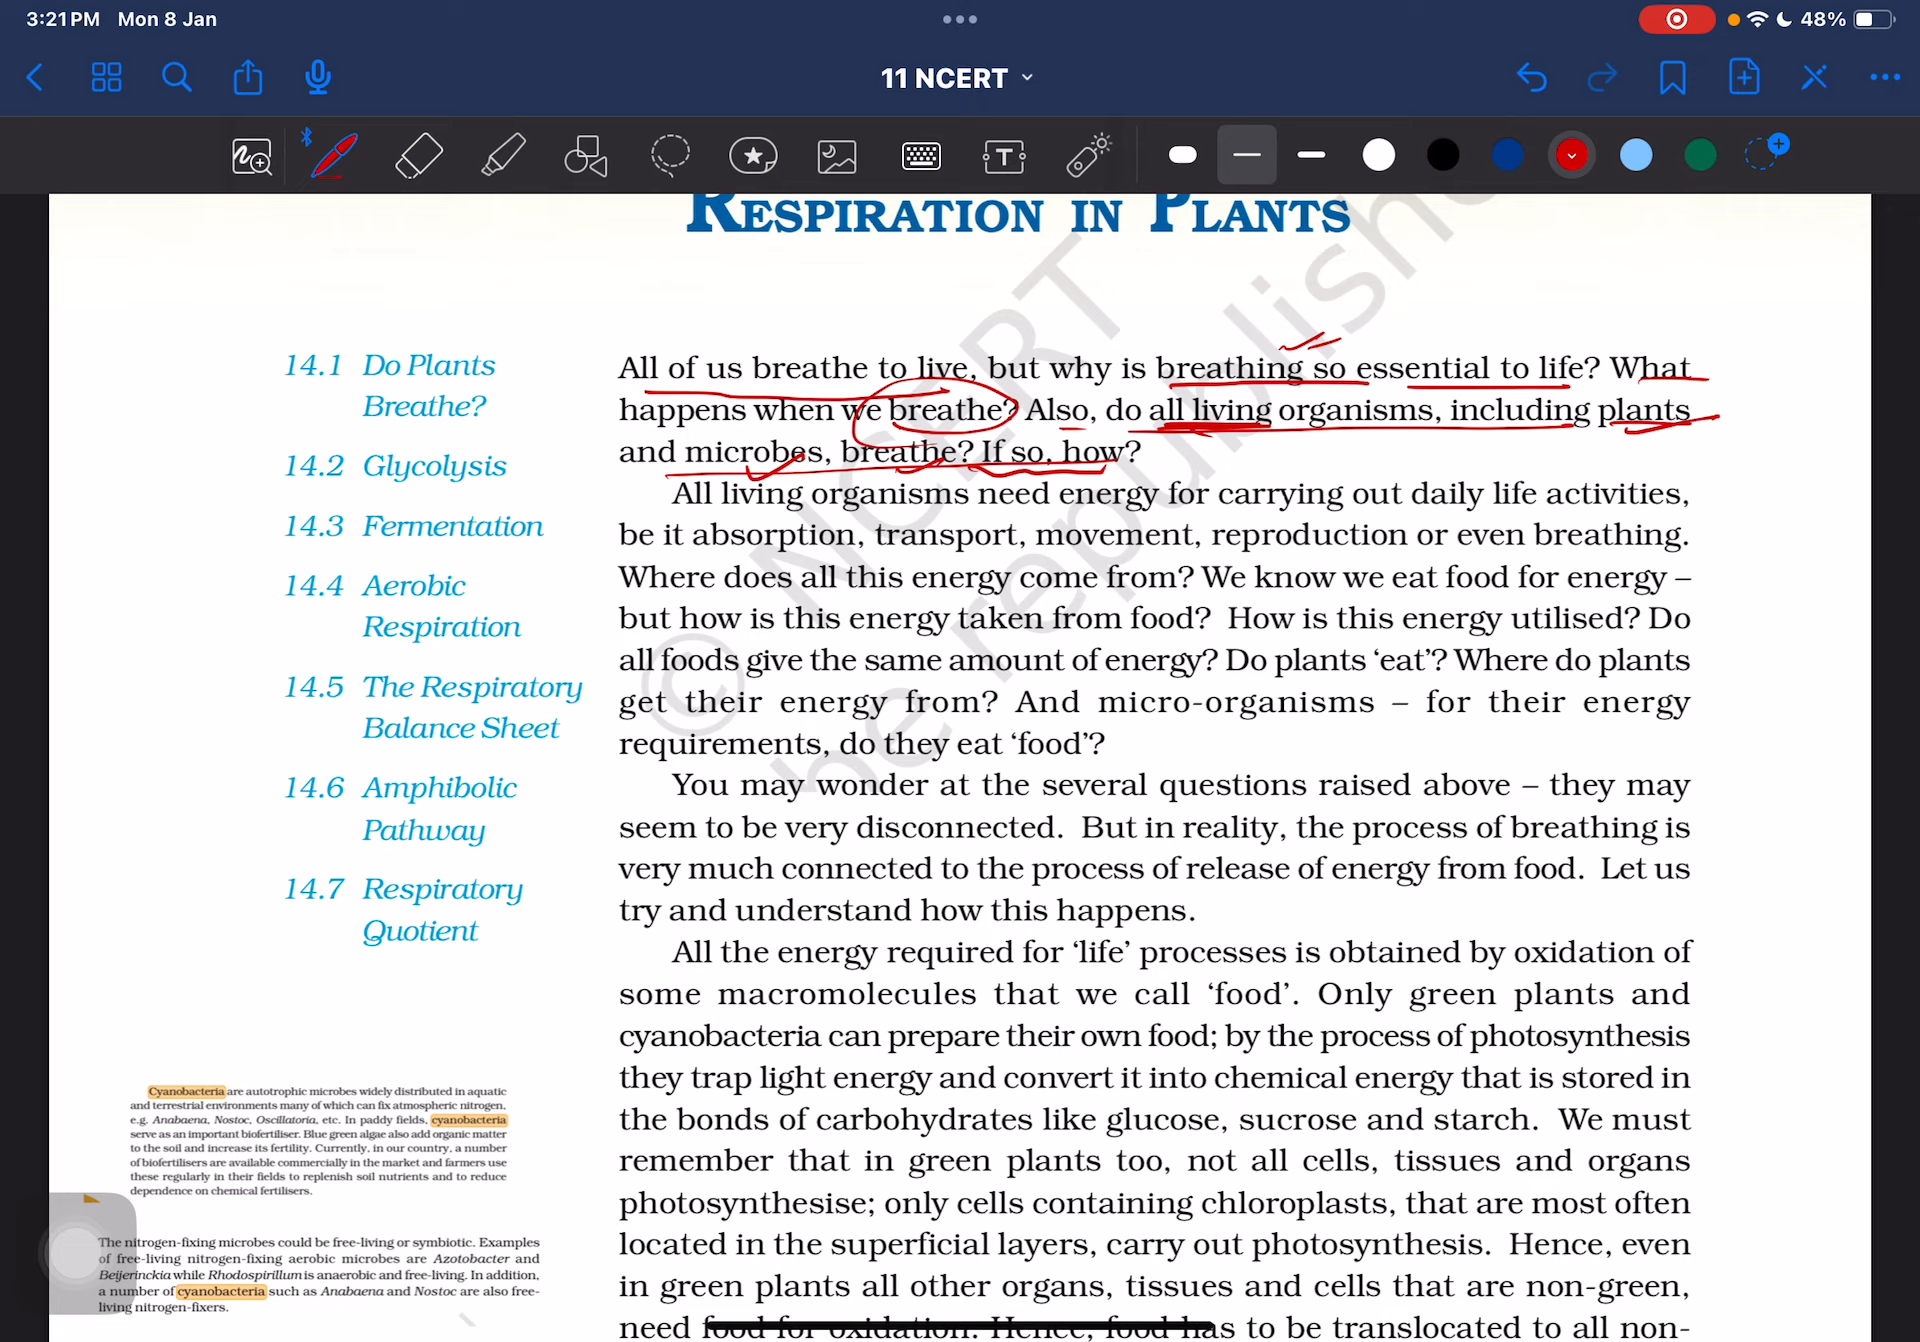 3:21 PM Mon 8 Jan
48%
11 NCERT
T
RESPIRATION IN PLANTS
14.1 Do Plants
Breathe?
14.2 Glycolysis
14.3 Fermentation
14.4 Aerobic
Respiration
14.5 The Respiratory
Balance Sheet
14.6 Amphibolic
Pathway
14.7 Respiratory
Quotient
All of us breathe to live, but why is breathing so essential to life? What
happens when we breathe? Also, do all living organisms, including plants
and microbes, breathe? If so, how?
All living organisms need energy for carrying out daily life activities,
be it absorption, transport, movement, reproduction or even breathing.
Where does all this energy come from? We know we eat food for energy –
but how is this energy taken from food? How is this energy utilised? Do
all foods give the same amount of energy? Do plants ‘eat’? Where do plants
get their energy from? And micro-organisms – for their energy
requirements, do they eat ‘food’?
You may wonder at the several questions raised above – they may
seem to be very disconnected. But in reality, the process of breathing is
very much connected to the process of release of energy from food. Let us
try and understand how this happens.
All the energy required for ‘life’ processes is obtained by oxidation of
some macromolecules that we call ‘food’. Only green plants and
cyanobacteria can prepare their own food; by the process of photosynthesis
they trap light energy and convert it into chemical energy that is stored in
the bonds of carbohydrates like glucose, sucrose and starch. We must
remember that in green plants too, not all cells, tissues and organs
photosynthesise; only cells containing chloroplasts, that are most often
located in the superficial layers, carry out photosynthesis. Hence, even
in green plants all other organs, tissues and cells that are non-green,
need food for oxidation. Hence, food has to be translocated to all non-
Cyanobacteria are autotrophic microbes widely distributed in aquatic
and terrestrial environments many of which can fix atmospheric nitrogen,
e.g. Anabaena, Nostoc, Oscillatoria, etc. In paddy fields, cyanobacteria
serve as an important biofertiliser. Blue green algae also add organic matter
to the soil and increase its fertility. Currently, in our country, a number
of biofertilisers are available commercially in the market and farmers use
these regularly in their fields to replenish soil nutrients and to reduce
dependence on chemical fertilisers.
The nitrogen-fixing microbes could be free-living or symbiotic. Examples
of free-living nitrogen-fixing aerobic microbes are Azotobacter and
Beijerinckia while Rhodospirillum is anaerobic and free-living. In addition,
a number of cyanobacteria such as Anabaena and Nostoc are also free-
living nitrogen-fixers.
© NCERT
be republish